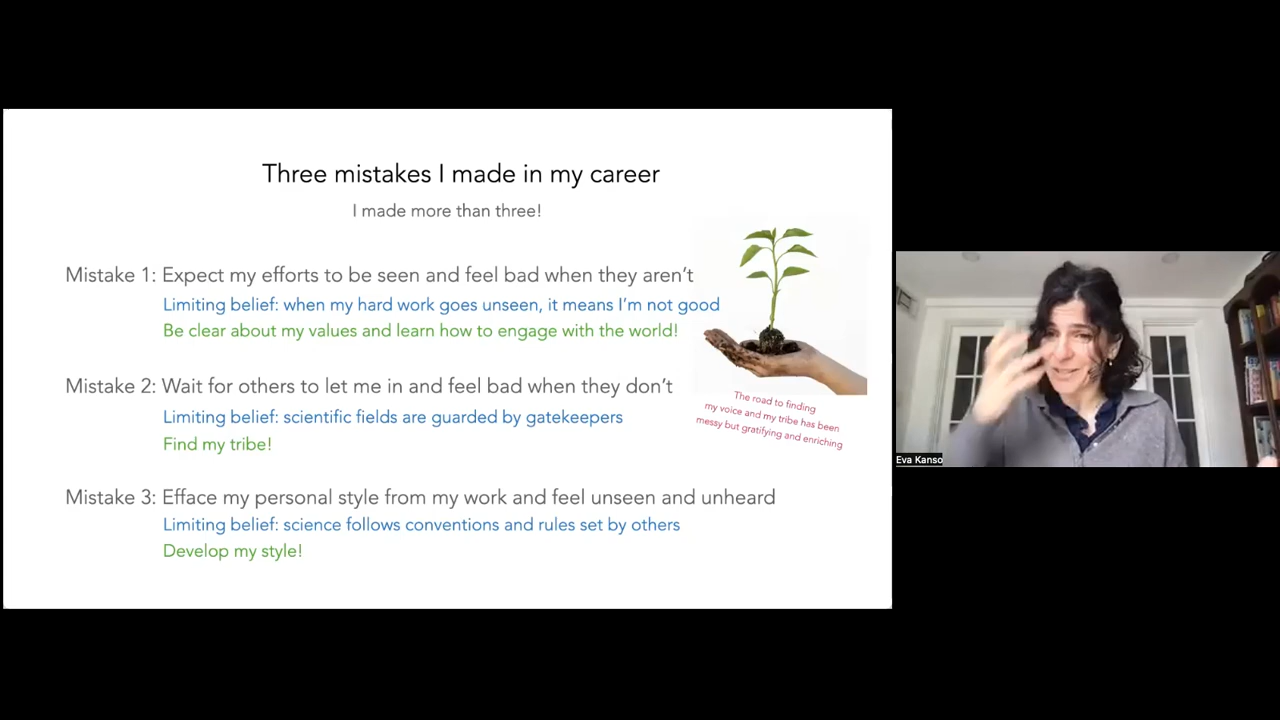 Three mistakes I made in my career
I made more than three!
Mistake 1: Expect my efforts to be seen and feel bad when they aren't
Limiting belief: when my hard work goes unseen, it means I'm not good
Be clear about my values and learn how to engage with the world!
Mistake 2: Wait for others to let me in and feel bad when they don't
Limiting belief: scientific fields are guarded by gatekeepers
Find my tribe!
The road to finding
my voice and my tribe has been
messy but gratifying and enriching
Mistake 3: Efface my personal style from my work and feel unseen and unheard
Limiting belief: science follows conventions and rules set by others
Develop my style!
Eva Kanso